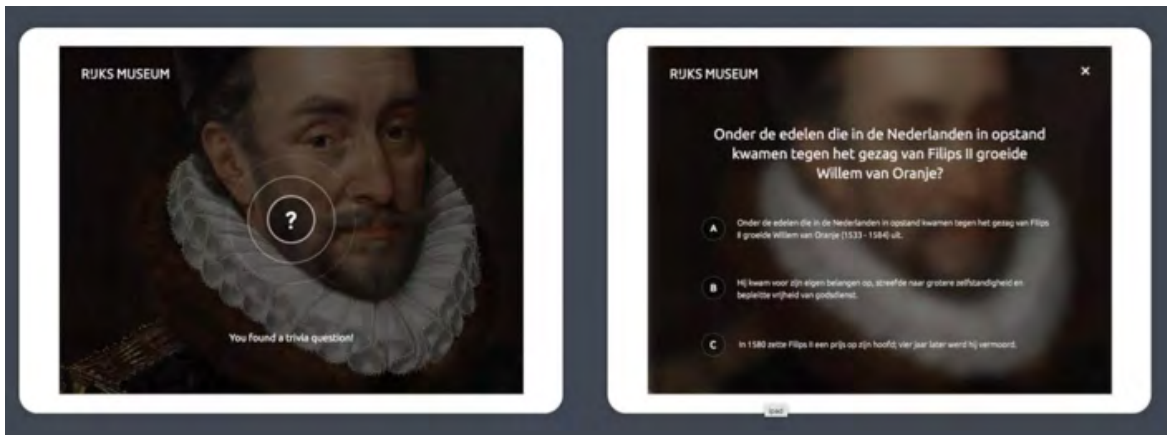 RIJKS MUSEUM
?
You found a trivia question!
RIJKS MUSEUM
×
Onder de edelen die in de Nederlanden in opstand
kwamen tegen het gezag van Filips II groeide
Willem van Oranje?
A
Onder de edelen die in de Nederlanden in opstand kwamen tegen het gezag van Filips
II groeide Willem van Oranje (1533 - 1584) uit.
B
Hij kwam voor zijn eigen belangen op, streefde naar grotere zelfstandigheid en
bepleitte vrijheid van godsdienst.
C
In 1580 zette Filips II een prijs op zijn hoofd; vier jaar later werd hij vermoord.
ipad